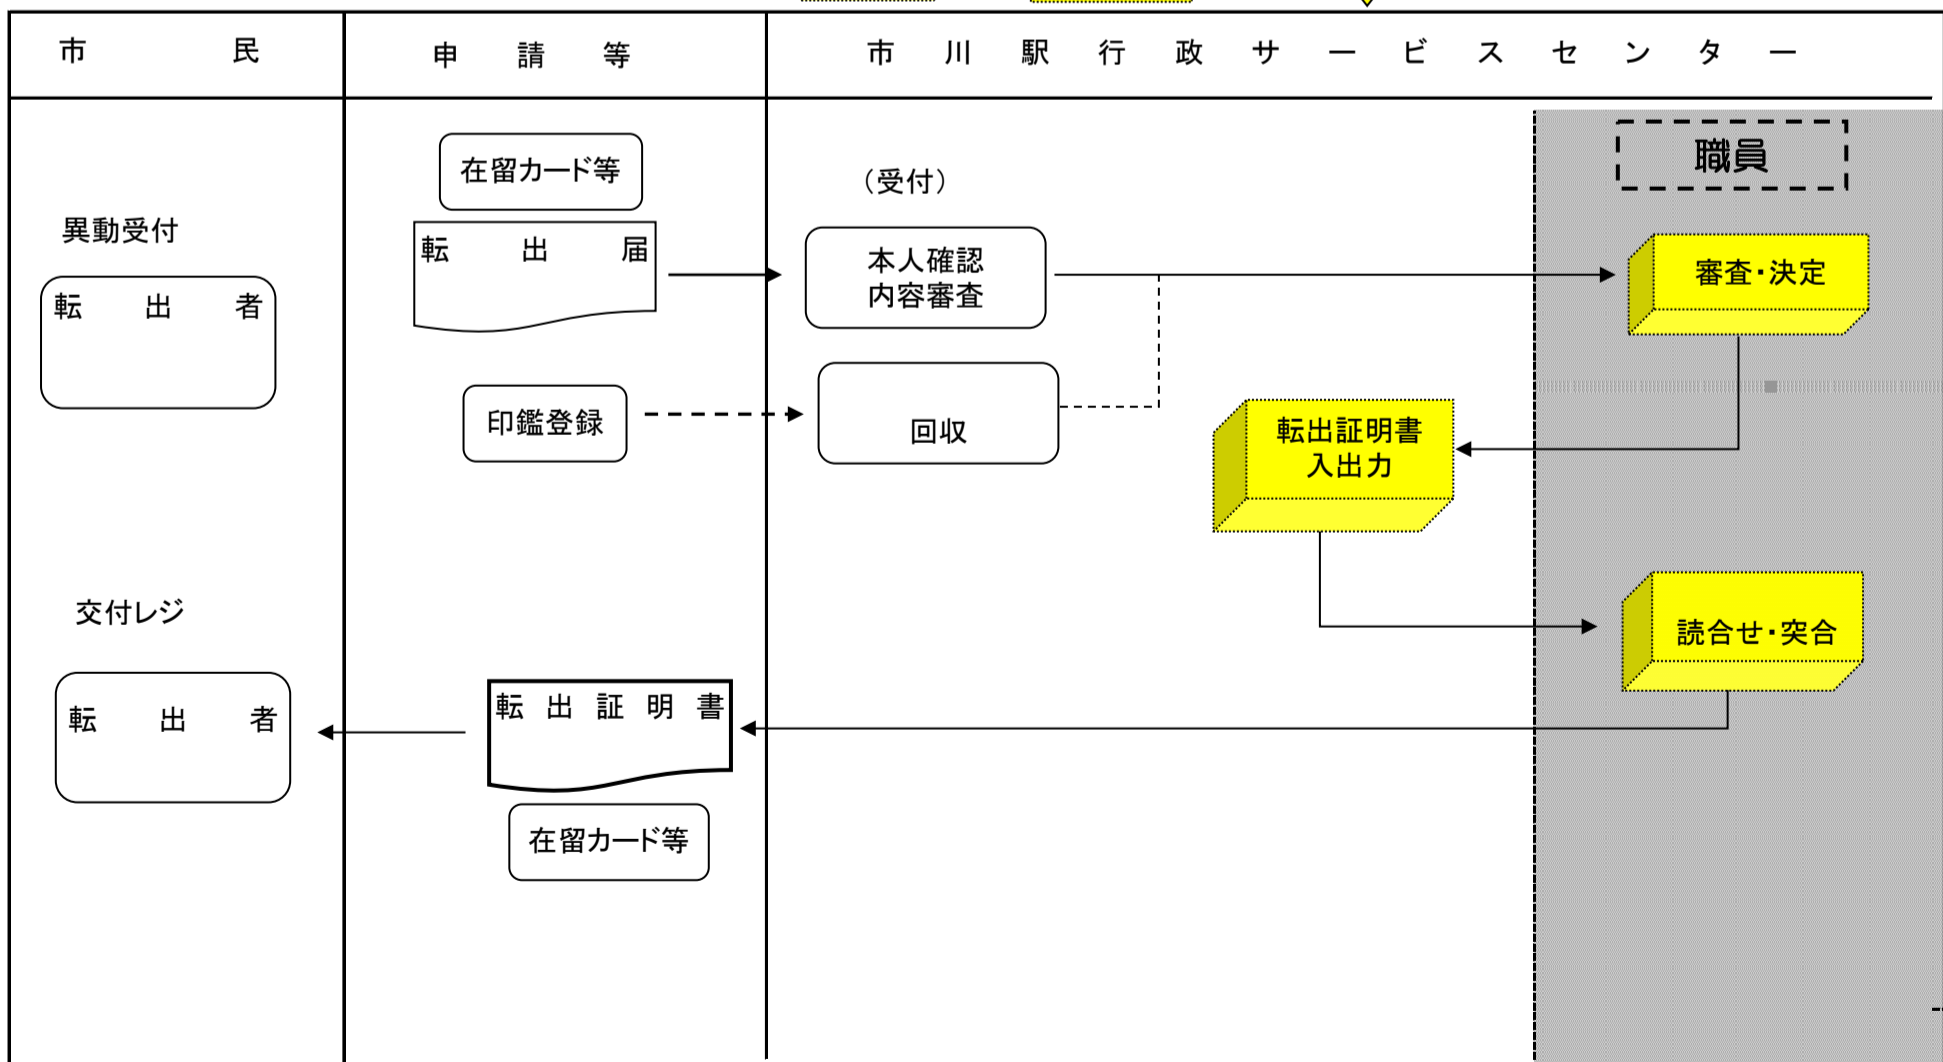 市民
申請等
市川駅行政サービスセンター
職員
在留カード等
（受付）
異動受付
転出届
転出者
本人確認
内容審査
審査・決定
印鑑登録
回収
転出証明書
入出力
交付レジ
読合せ・突合
転出者
転出証明書
在留カード等